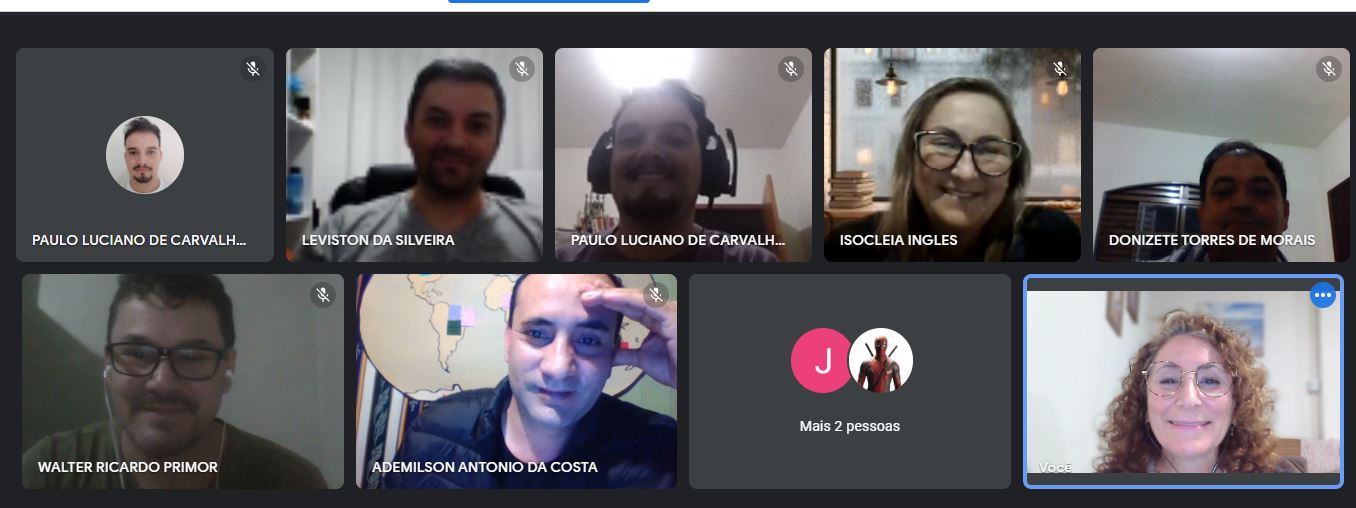 PAULO LUCIANO DE CARVALH...
LEVISTON DA SILVEIRA
PAULO LUCIANO DE CARVALH...
ISOCLEIA INGLES
DONIZETE TORRES DE MORAIS
WALTER RICARDO PRIMOR
ADEMILSON ANTONIO DA COSTA
J
Mais 2 pessoas
Você